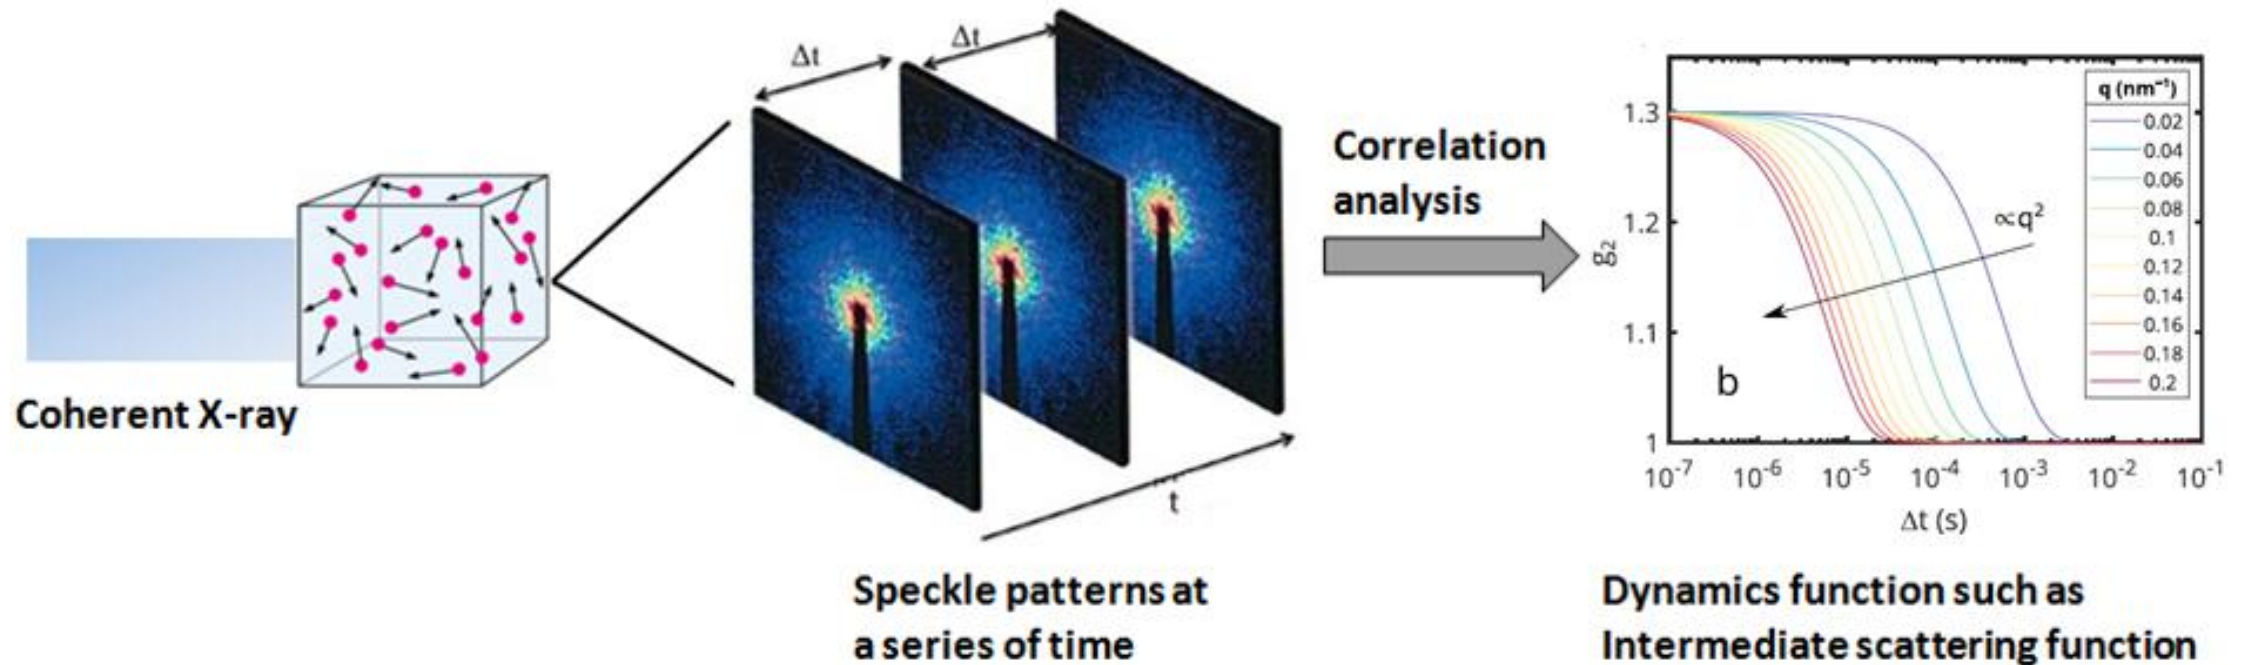 Coherent X-ray
Δt
Δt
t
Speckle patterns at
a series of time
Correlation
analysis
g₂
1.3
1.2
1.1
1
10⁻⁷ 10⁻⁶ 10⁻⁵ 10⁻⁴ 10⁻³ 10⁻² 10⁻¹
Δt (s)
b
∝q²
q (nm⁻¹)
0.02
0.04
0.06
0.08
0.1
0.12
0.14
0.16
0.18
0.2
Dynamics function such as
Intermediate scattering function